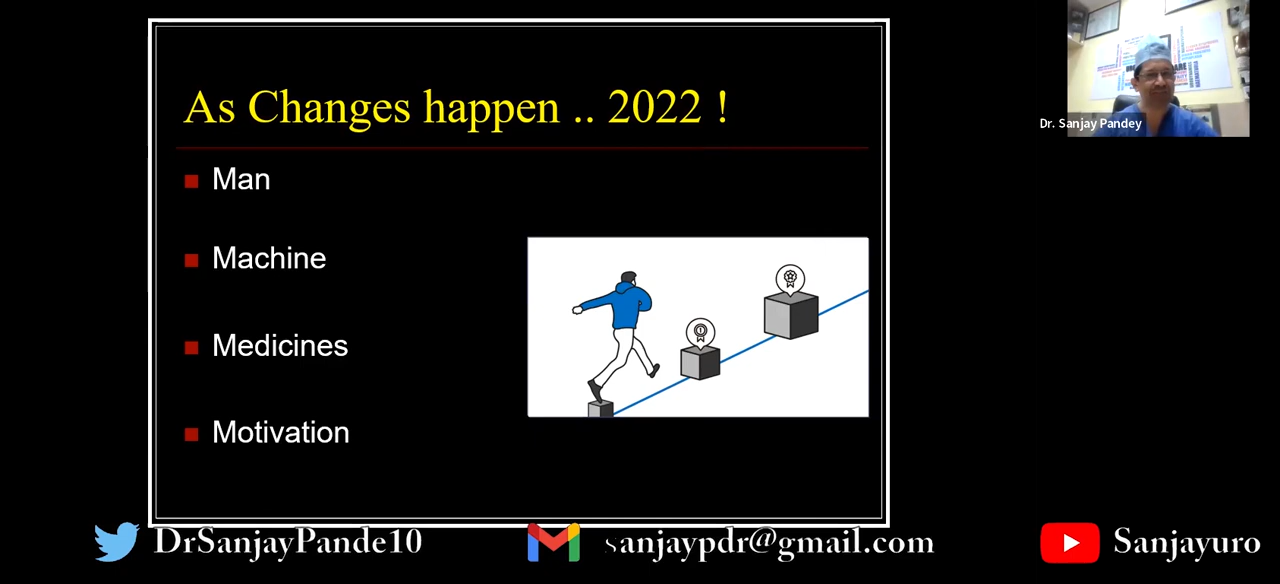 As Changes happen .. 2022 !
Man
Machine
Medicines
Motivation
Dr. Sanjay Pandey
DrSanjayPande10
sanjaypdr@gmail.com
Sanjayuro